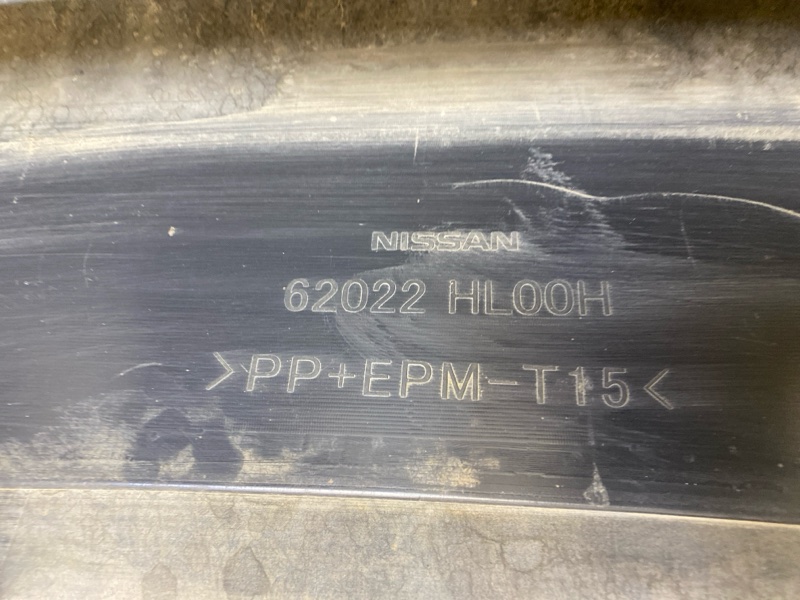 NISSAN
62022 HL00H
>PP+EPM-T15<